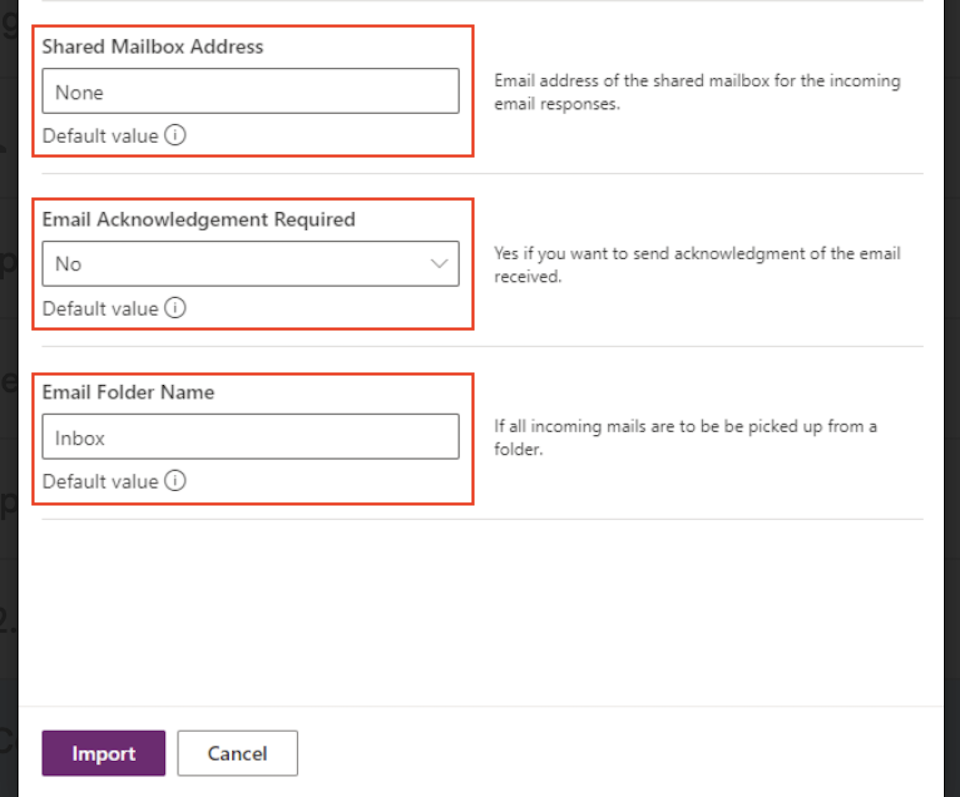 Shared Mailbox Address
None
Default value
Email address of the shared mailbox for the incoming
email responses.
Email Acknowledgement Required
No
Default value
Yes if you want to send acknowledgment of the email
received.
Email Folder Name
Inbox
Default value
If all incoming mails are to be be picked up from a
folder.
Import
Cancel